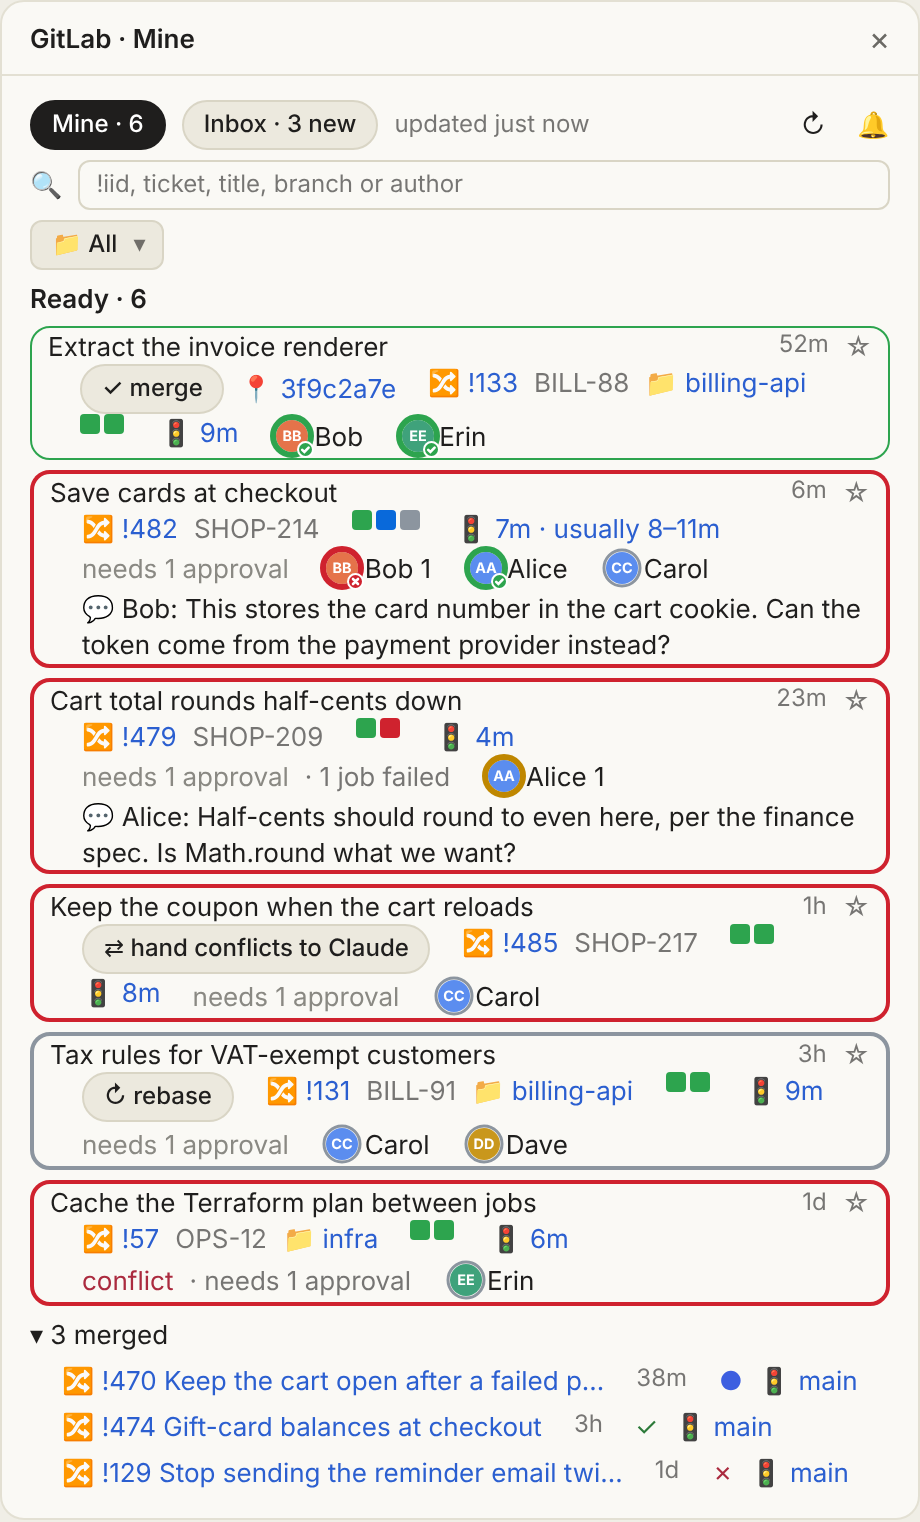 GitLab · Mine ×
Mine · 6 Inbox · 3 new updated just now
!iid, ticket, title, branch or author
All ▾
Ready · 6
Extract the invoice renderer 52m ☆
✓ merge 3f9c2a7e !133 BILL-88 billing-api
9m BB Bob EE Erin
Save cards at checkout 6m ☆
!482 SHOP-214 7m · usually 8–11m
needs 1 approval BB Bob 1 AA Alice CC Carol
Bob: This stores the card number in the cart cookie. Can the
token come from the payment provider instead?
Cart total rounds half-cents down 23m ☆
!479 SHOP-209 4m
needs 1 approval · 1 job failed AA Alice 1
Alice: Half-cents should round to even here, per the finance
spec. Is Math.round what we want?
Keep the coupon when the cart reloads 1h ☆
⇄ hand conflicts to Claude !485 SHOP-217
8m needs 1 approval CC Carol
Tax rules for VAT-exempt customers 3h ☆
↻ rebase !131 BILL-91 billing-api 9m
needs 1 approval CC Carol DD Dave
Cache the Terraform plan between jobs 1d ☆
!57 OPS-12 infra 6m
conflict · needs 1 approval EE Erin
▾ 3 merged
!470 Keep the cart open after a failed p... 38m main
!474 Gift-card balances at checkout 3h ✓ main
!129 Stop sending the reminder email twi... 1d × main